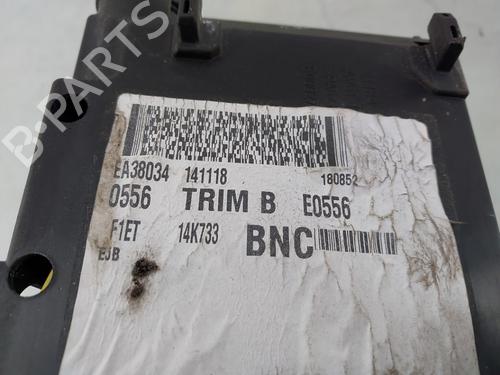 EA38034 141118 180852
0556 TRIM B E0556
F1ET 14K733 BNC
EJB
B-PARTS